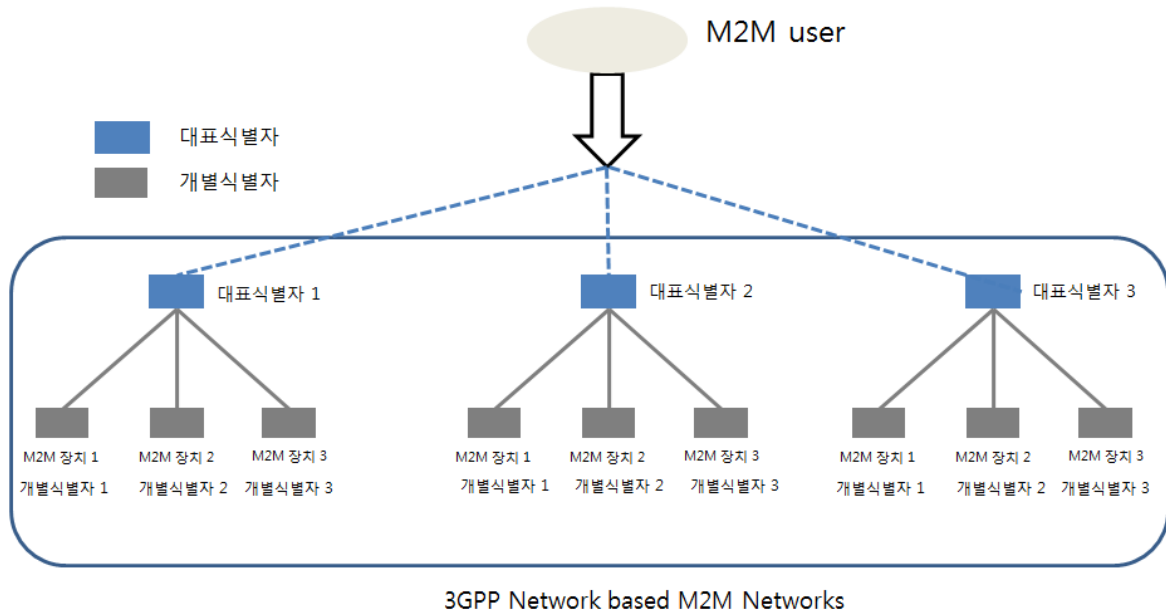 M2M user
대표식별자
개별식별자
대표식별자 1
대표식별자 2
대표식별자 3
M2M 장치 1
M2M 장치 2
M2M 장치 3
개별식별자 1
개별식별자 2
개별식별자 3
M2M 장치 1
M2M 장치 2
M2M 장치 3
개별식별자 1
개별식별자 2
개별식별자 3
M2M 장치 1
M2M 장치 2
M2M 장치 3
개별식별자 1
개별식별자 2
개별식별자 3
3GPP Network based M2M Networks